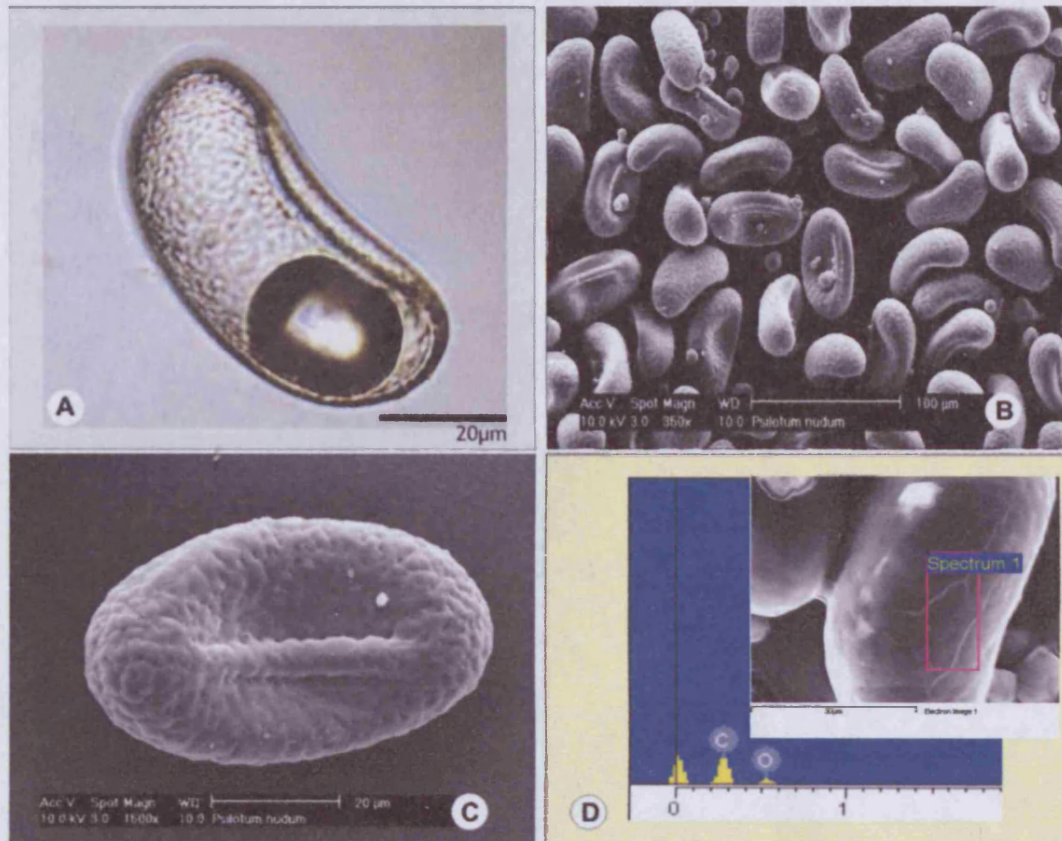 A
20µm
Acc.V Spot Magn WD 100 µm
10.0 kV 3.0 350x 10.0 Psilotum nudum
B
Acc.V Spot Magn WD 20 µm
10.0 kV 3.0 1500x 10.0 Psilotum nudum
C
Spectrum 1
30µm Electron Image 1
C
O
D
0 1